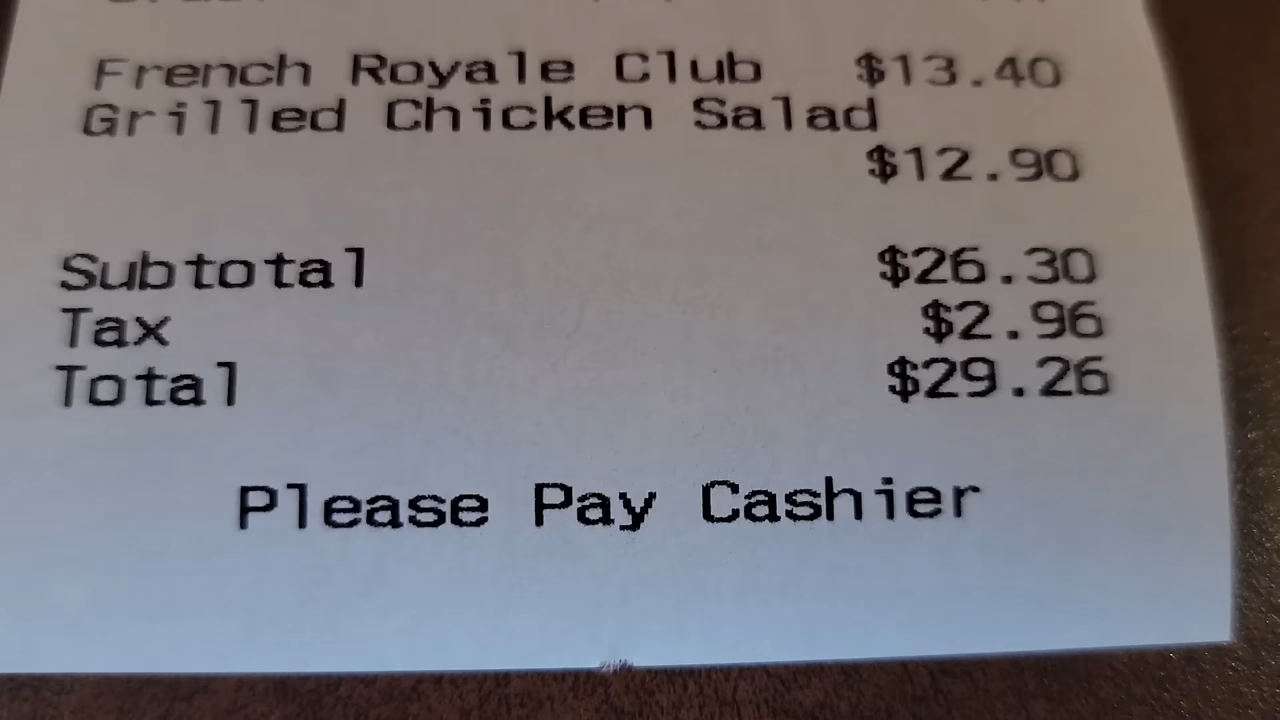 French Royale Club $13.40
Grilled Chicken Salad
$12.90
Subtotal $26.30
Tax $2.96
Total $29.26
Please Pay Cashier